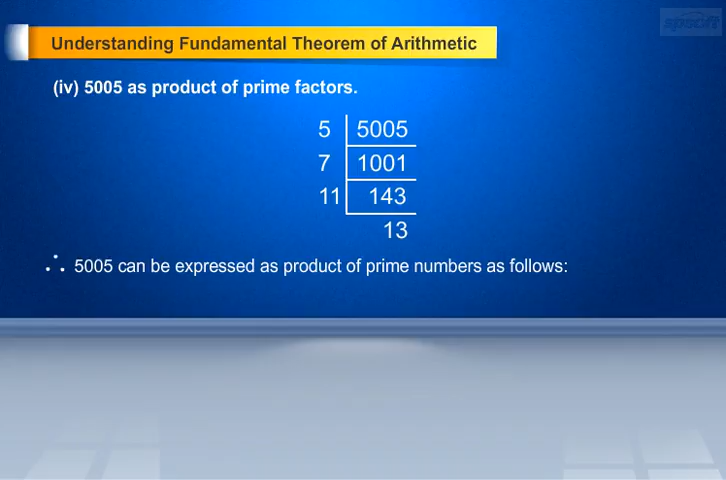 spsoft
Understanding Fundamental Theorem of Arithmetic
(iv) 5005 as product of prime factors.
5 5005
7 1001
11 143
13
∴ 5005 can be expressed as product of prime numbers as follows: